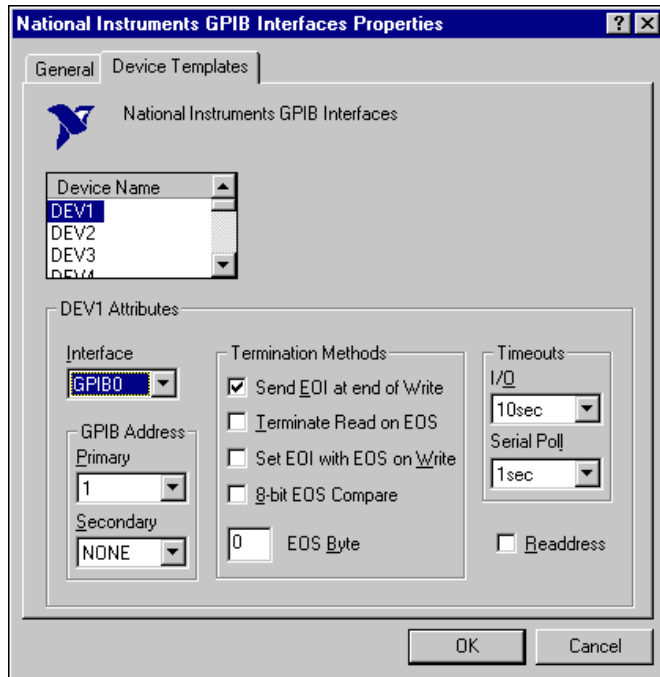 National Instruments GPIB Interfaces Properties
General
Device Templates
National Instruments GPIB Interfaces
Device Name
DEV1
DEV2
DEV3
DEV4
DEV1 Attributes
Interface
GPIB0
GPIB Address
Primary
1
Secondary
NONE
Termination Methods
Send EOI at end of Write
Terminate Read on EOS
Set EOI with EOS on Write
8-bit EOS Compare
0 EOS Byte
Timeouts
I/O
10sec
Serial Poll
1sec
Readdress
OK
Cancel